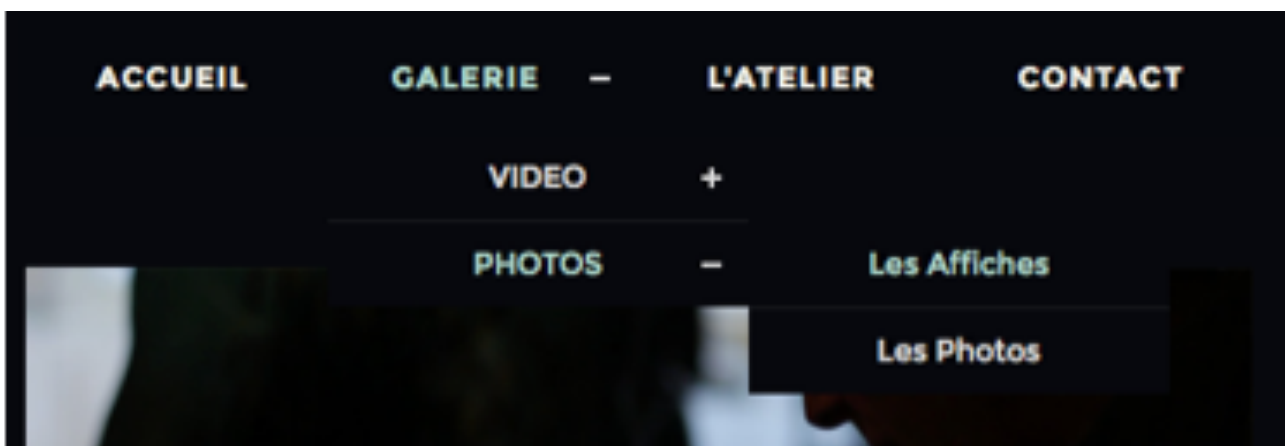 ACCUEIL GALERIE – L'ATELIER CONTACT
VIDEO +
PHOTOS – Les Affiches
Les Photos